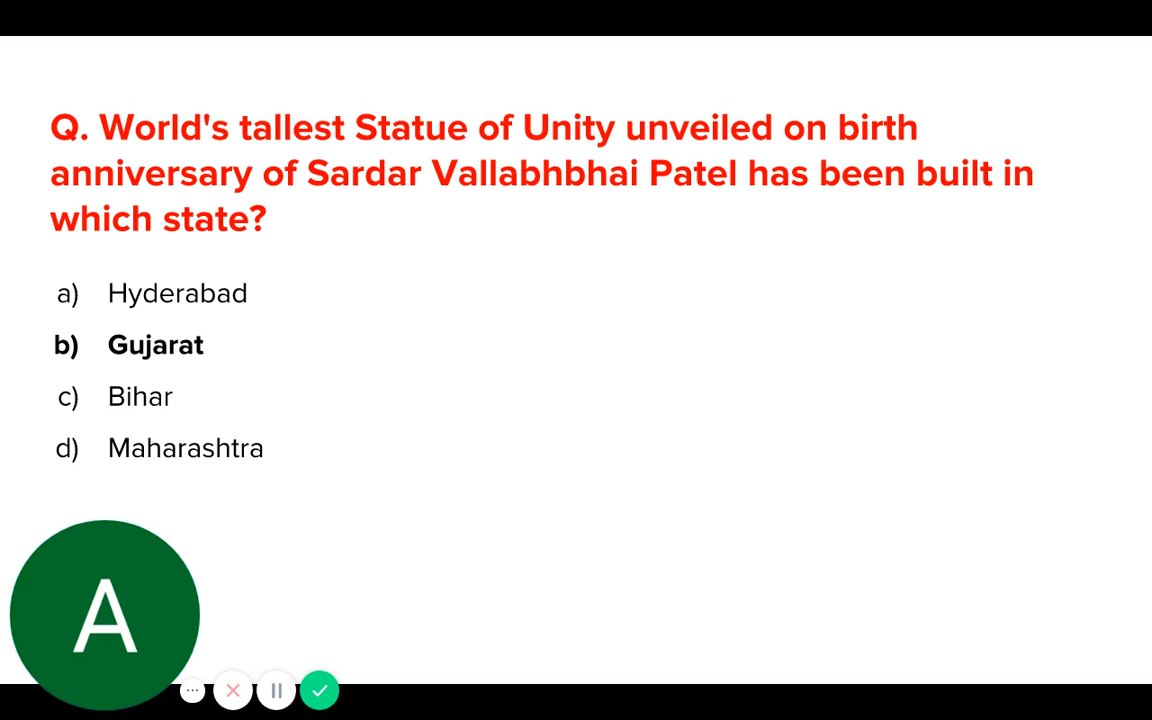 Q. World's tallest Statue of Unity unveiled on birth
anniversary of Sardar Vallabhbhai Patel has been built in
which state?
a) Hyderabad
b) Gujarat
c) Bihar
d) Maharashtra
A